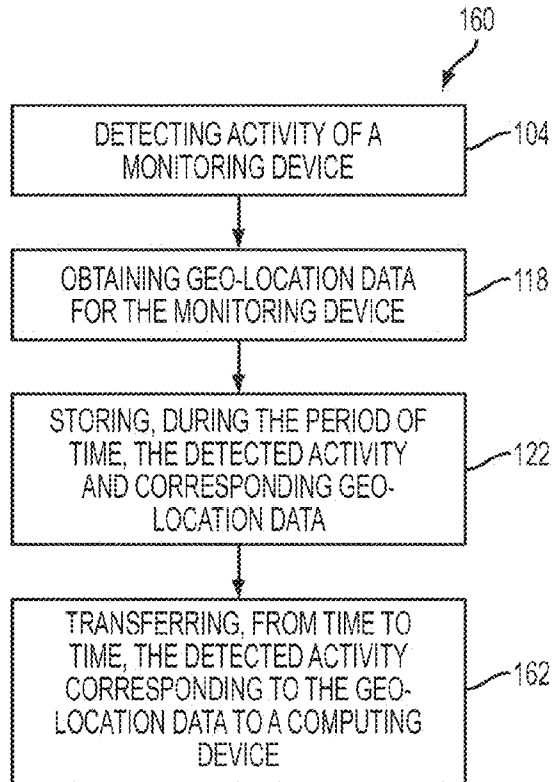 160
DETECTING ACTIVITY OF A
MONITORING DEVICE
104
OBTAINING GEO-LOCATION DATA
FOR THE MONITORING DEVICE
118
STORING, DURING THE PERIOD OF
TIME, THE DETECTED ACTIVITY
AND CORRESPONDING GEO-
LOCATION DATA
122
TRANSFERRING, FROM TIME TO
TIME, THE DETECTED ACTIVITY
CORRESPONDING TO THE GEO-
LOCATION DATA TO A COMPUTING
DEVICE
162